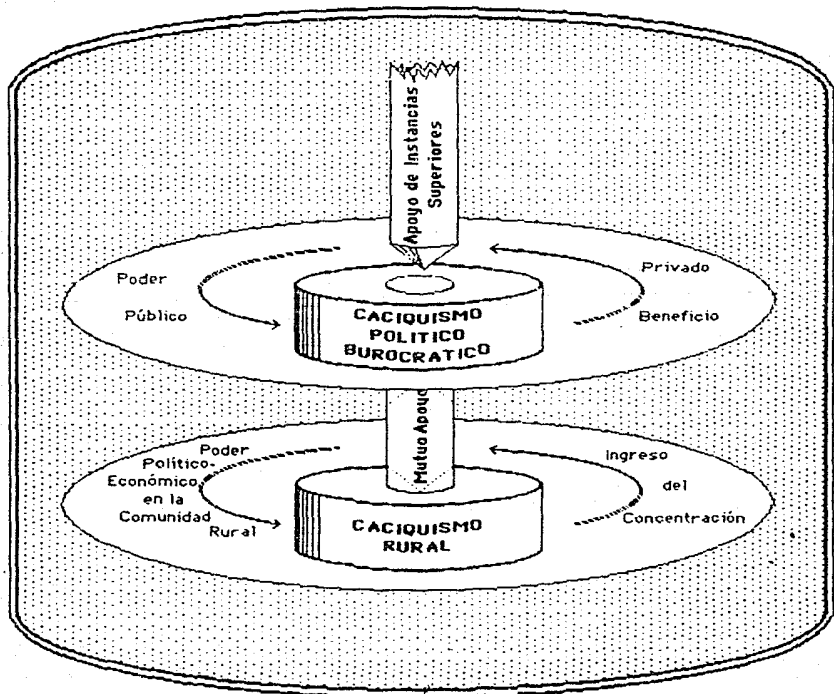 Apoyo de Instancias
Superiores
Poder
Público
Privado
Beneficio
CACIQUISMO
POLITICO
BUROCRATICO
Mutuo Apoyo
Poder
Político-
Económico
en la
Comunidad
Rural
Ingreso
del
Concentración
CACIQUISMO
RURAL